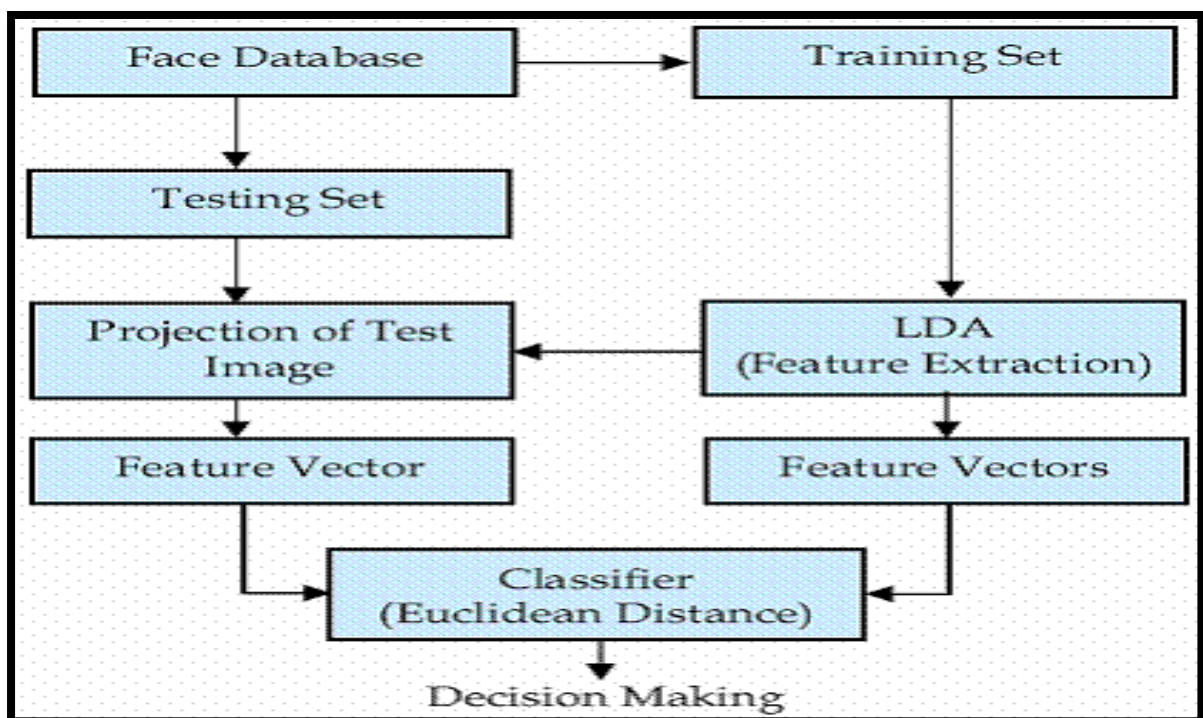 Face Database
Training Set
Testing Set
Projection of Test
Image
LDA
(Feature Extraction)
Feature Vector
Feature Vectors
Classifier
(Euclidean Distance)
Decision Making